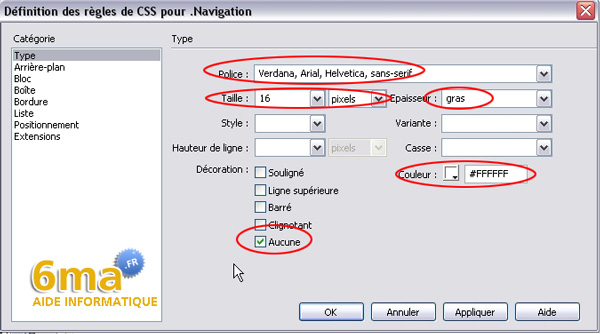 Définition des règles de CSS pour .Navigation
Catégorie
Type
Arrière-plan
Bloc
Boîte
Bordure
Liste
Positionnement
Extensions
6ma .FR
AIDE INFORMATIQUE
Type
Police : Verdana, Arial, Helvetica, sans-serif
Taille : 16 pixels Epaisseur : gras
Style : Variante :
Hauteur de ligne : pixels Casse :
Décoration : Souligné Couleur : #FFFFFF
Ligne supérieure
Barré
Clignotant
Aucune
OK Annuler Appliquer Aide